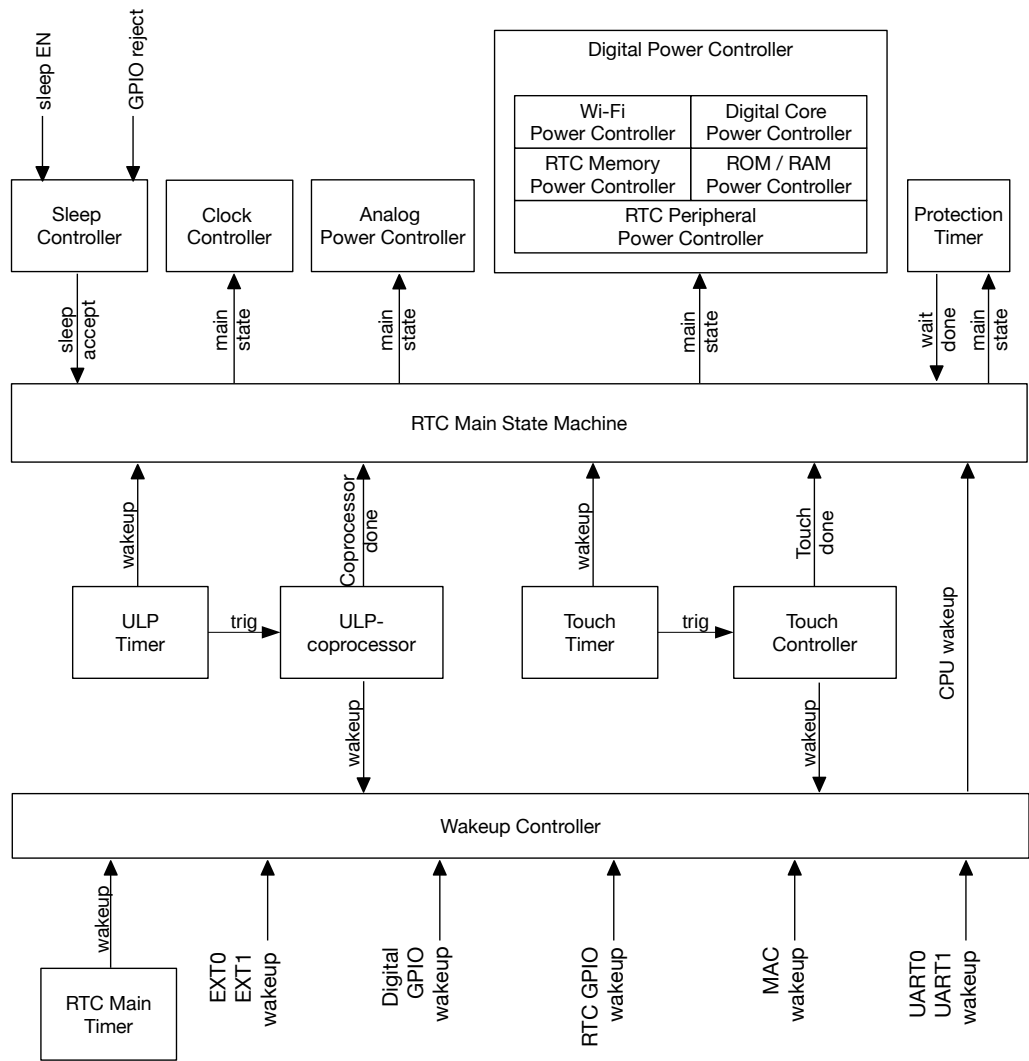 sleep EN
GPIO reject
Digital Power Controller
Wi-Fi
Power Controller
Digital Core
Power Controller
RTC Memory
Power Controller
ROM / RAM
Power Controller
RTC Peripheral
Power Controller
Sleep
Controller
Clock
Controller
Analog
Power Controller
Protection
Timer
sleep
accept
main
state
main
state
main
state
wait
done
main
state
RTC Main State Machine
wakeup
Coprocessor
done
wakeup
Touch
done
CPU wakeup
ULP
Timer
trig
ULP-
coprocessor
Touch
Timer
trig
Touch
Controller
wakeup
wakeup
Wakeup Controller
wakeup
RTC Main
Timer
EXT0
EXT1
wakeup
Digital
GPIO
wakeup
RTC GPIO
wakeup
MAC
wakeup
UART0
UART1
wakeup